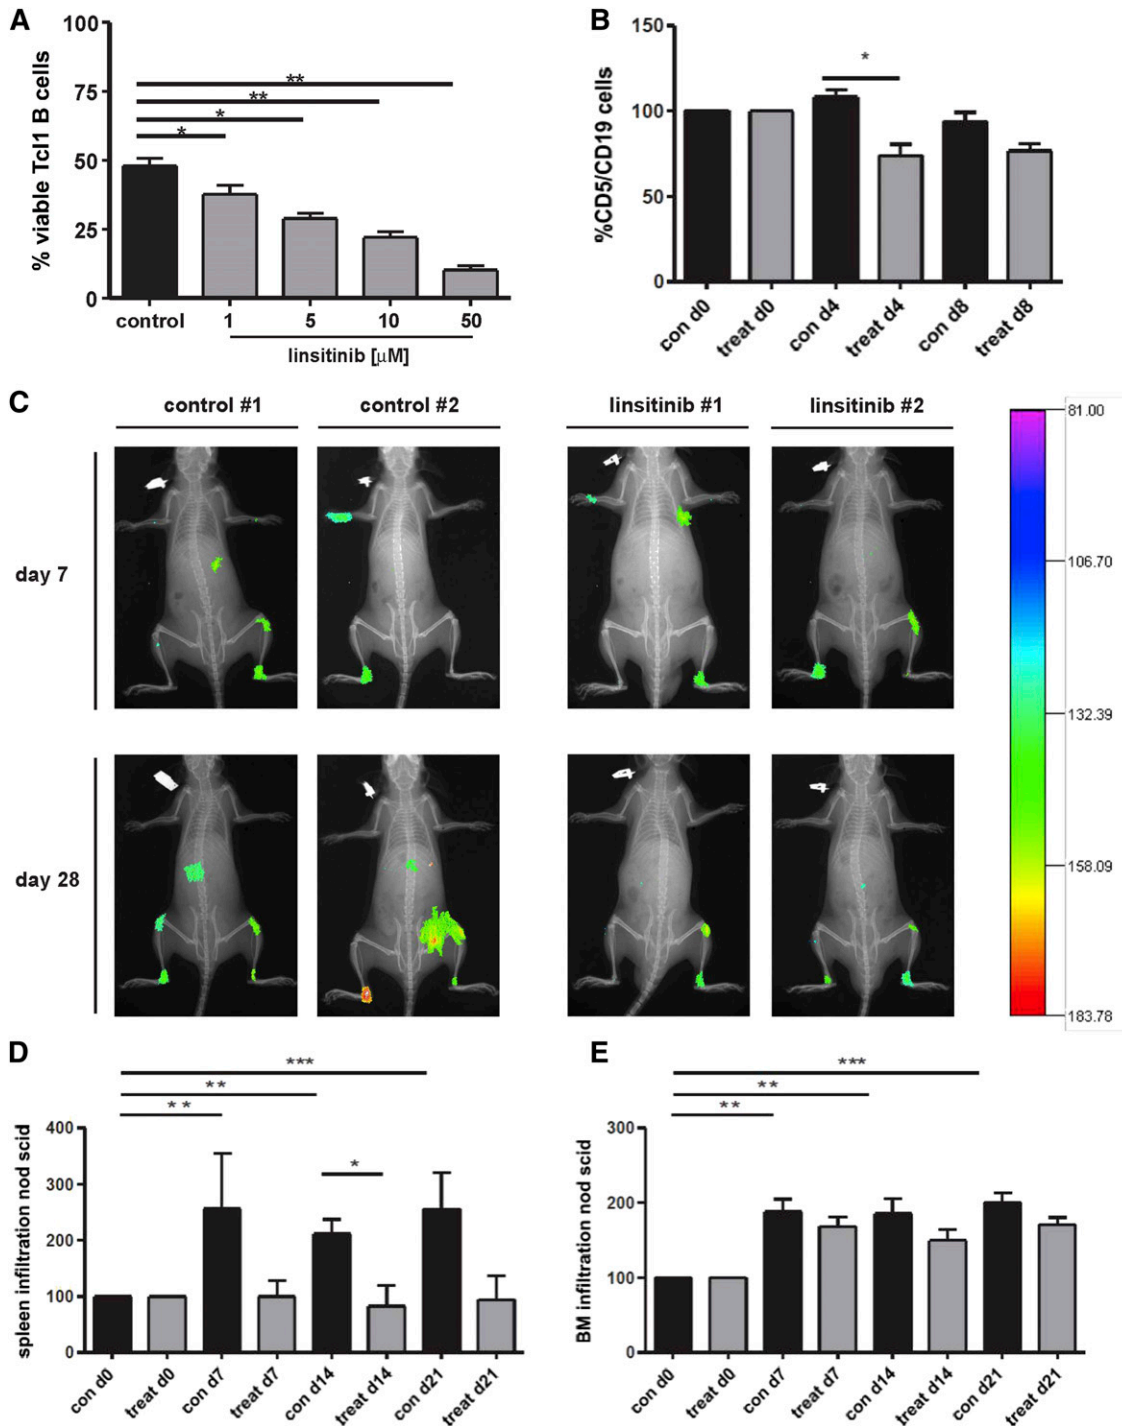 A
100
75
50
25
0
% viable Tcl1 B cells
**
**
*
*
control
1
5
10
50
linsitinib [µM]
B
150
100
50
0
%CD5/CD19 cells
*
con d0
treat d0
con d4
treat d4
con d8
treat d8
C
control #1
control #2
linsitinib #1
linsitinib #2
day 7
day 28
81.00
106.70
132.39
158.09
183.78
D
***
**
**
*
400
300
200
100
0
spleen infiltration nod scid
con d0
treat d0
con d7
treat d7
con d14
treat d14
con d21
treat d21
E
***
**
**
300
200
100
0
BM infiltration nod scid
con d0
treat d0
con d7
treat d7
con d14
treat d14
con d21
treat d21